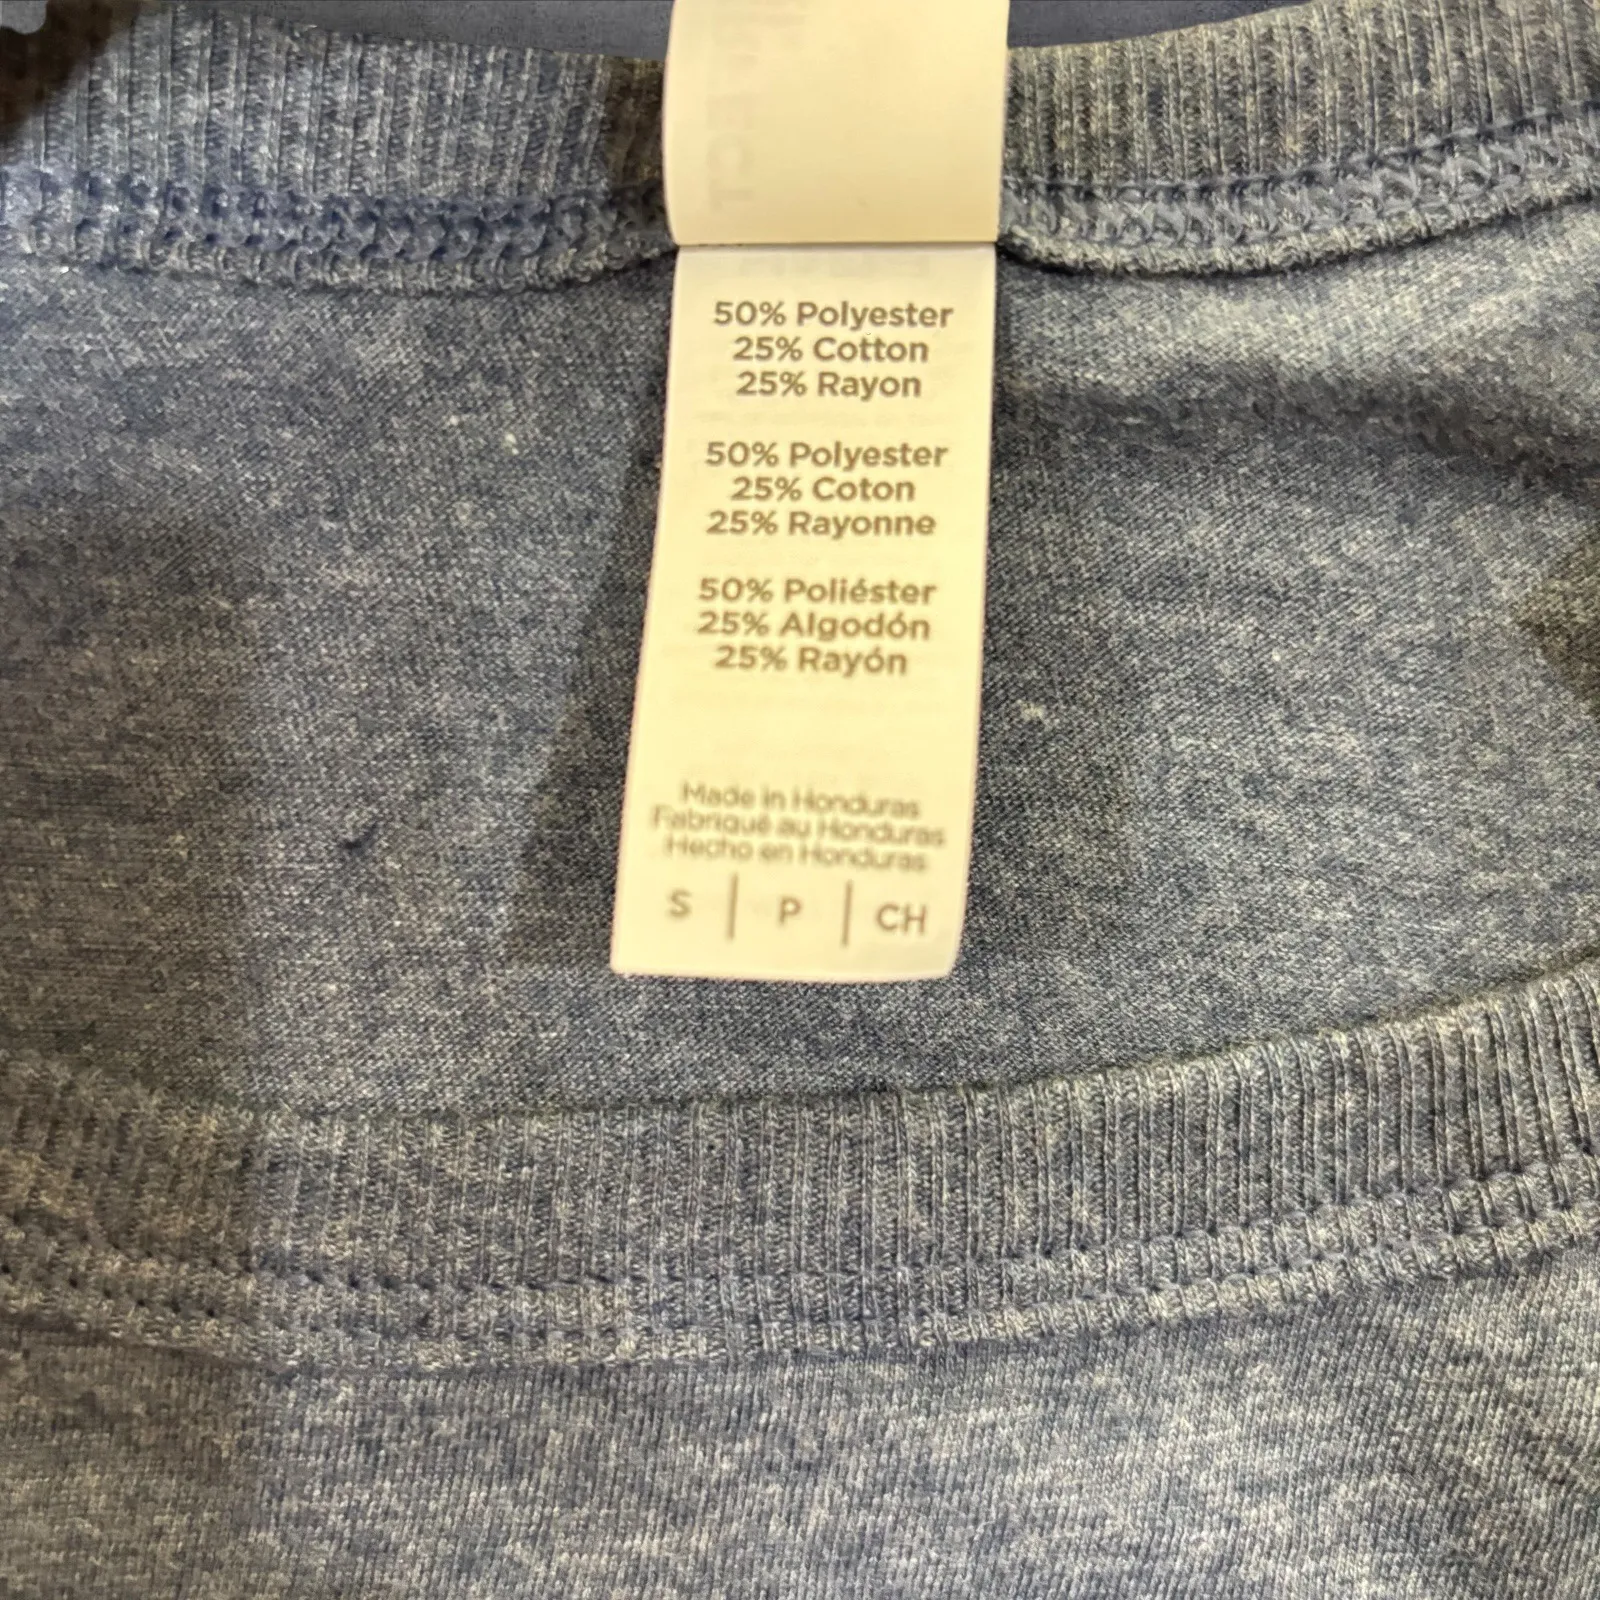 50% Polyester
25% Cotton
25% Rayon
50% Polyester
25% Coton
25% Rayonne
50% Poliéster
25% Algodón
25% Rayón
Made in Honduras
Fabriqué au Honduras
Hecho en Honduras
S | P | CH